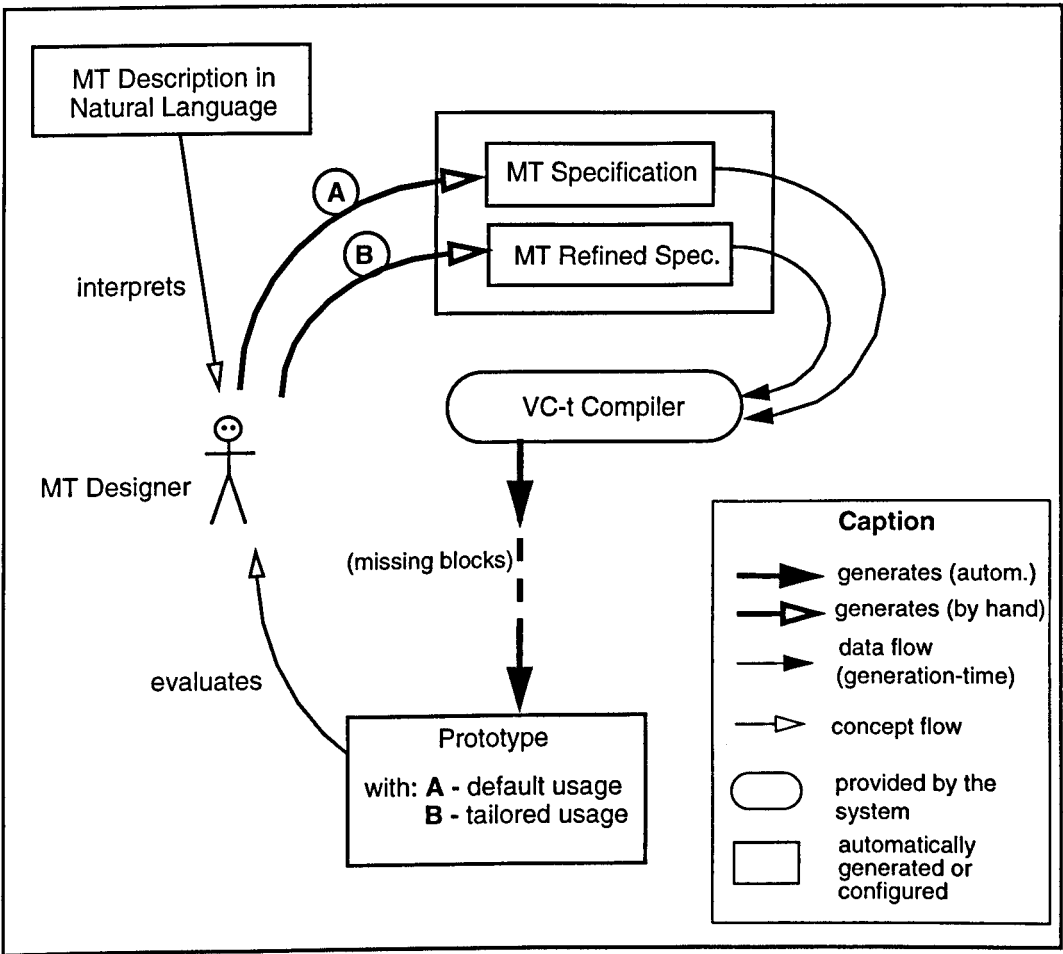 MT Description in
Natural Language
A
MT Specification
B
MT Refined Spec.
interprets
VC-t Compiler
MT Designer
(missing blocks)
evaluates
Prototype
with: A - default usage
B - tailored usage
Caption
generates (autom.)
generates (by hand)
data flow
(generation-time)
concept flow
provided by the
system
automatically
generated or
configured